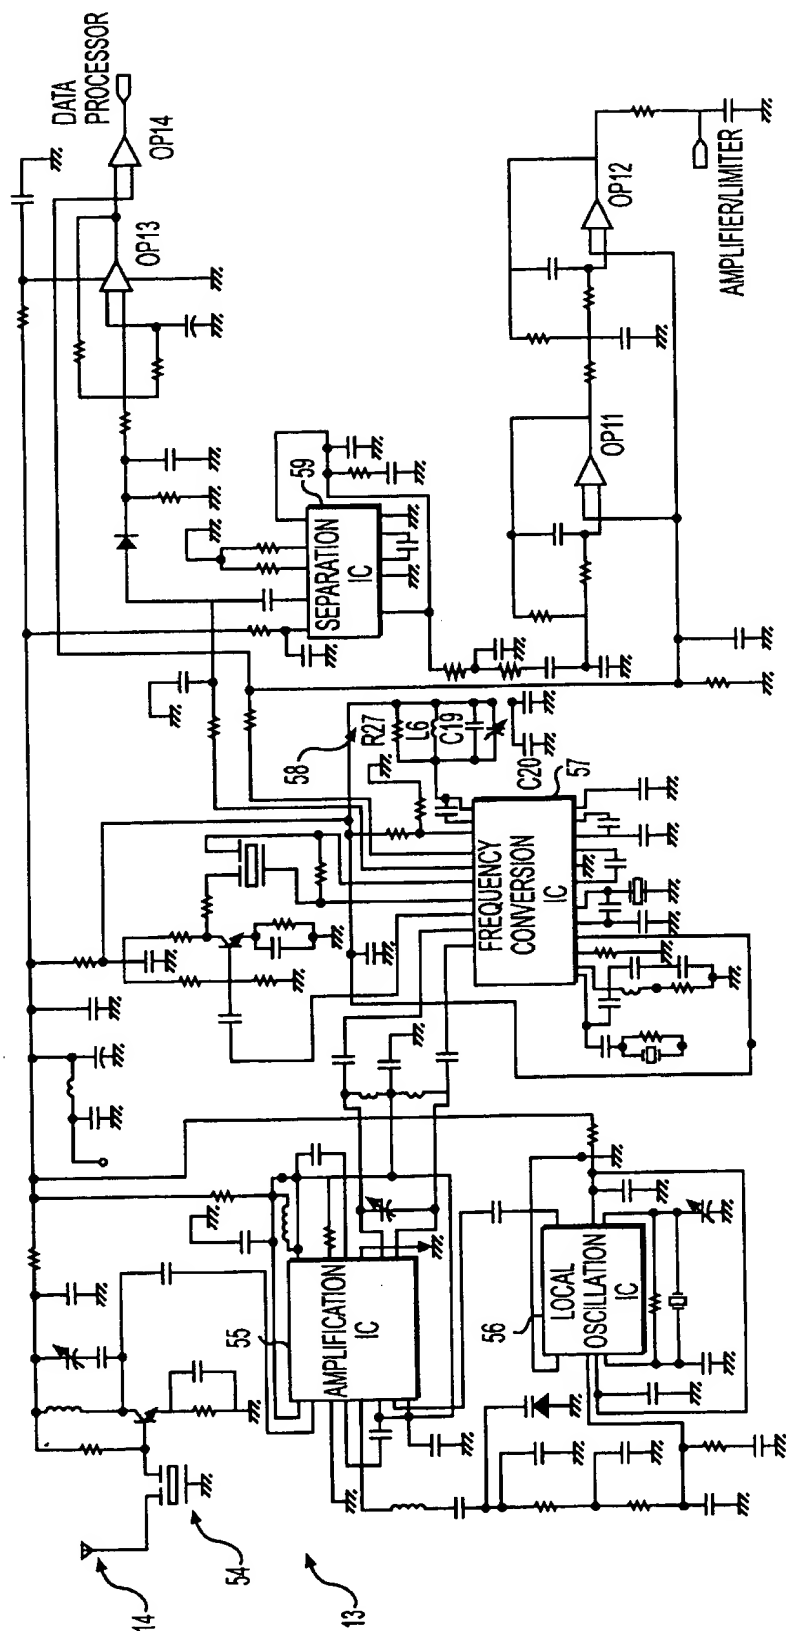 DATA
PROCESSOR
OP14
OP13
OP12
AMPLIFIER/LIMITER
OP11
59
SEPARATION
IC
58
R27
L6
C19
C20
57
FREQUENCY
CONVERSION
IC
55
AMPLIFICATION
IC
56
LOCAL
OSCILLATION
IC
14
54
13